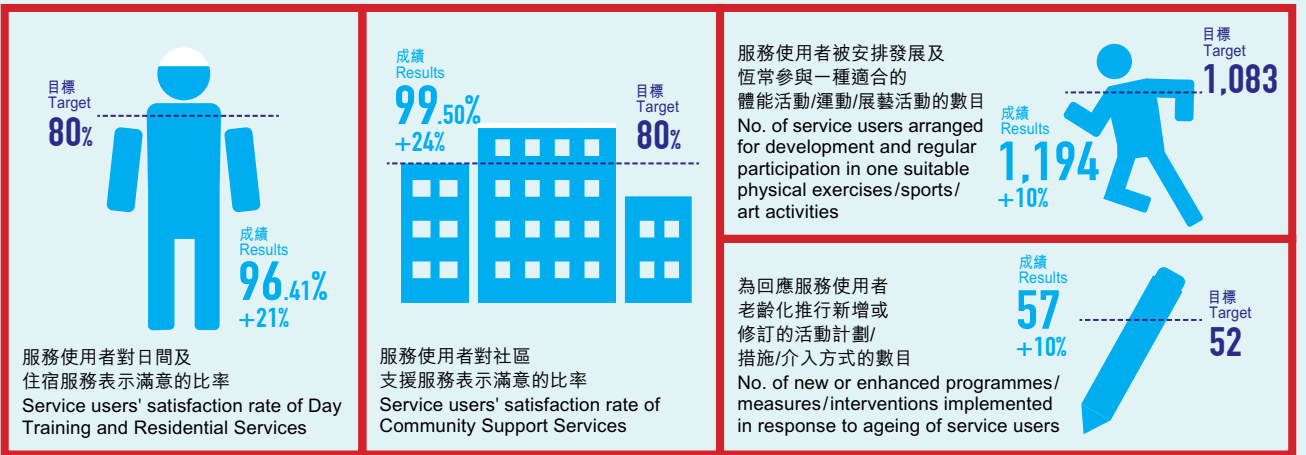 目標
Target
80%
成績
Results
96.41%
+21%
服務使用者對日間及
住宿服務表示滿意的比率
Service users' satisfaction rate of Day
Training and Residential Services
成績
Results
99.50%
+24%
目標
Target
80%
服務使用者對社區
支援服務表示滿意的比率
Service users' satisfaction rate of
Community Support Services
服務使用者被安排發展及
恆常參與一種適合的
體能活動/運動/展藝活動的數目
No. of service users arranged
for development and regular
participation in one suitable
physical exercises/sports/
art activities
目標
Target
1,083
成績
Results
1,194
+10%
為回應服務使用者
老齡化推行新增或
修訂的活動計劃/
措施/介入方式的數目
No. of new or enhanced programmes/
measures/interventions implemented
in response to ageing of service users
成績
Results
57
+10%
目標
Target
52